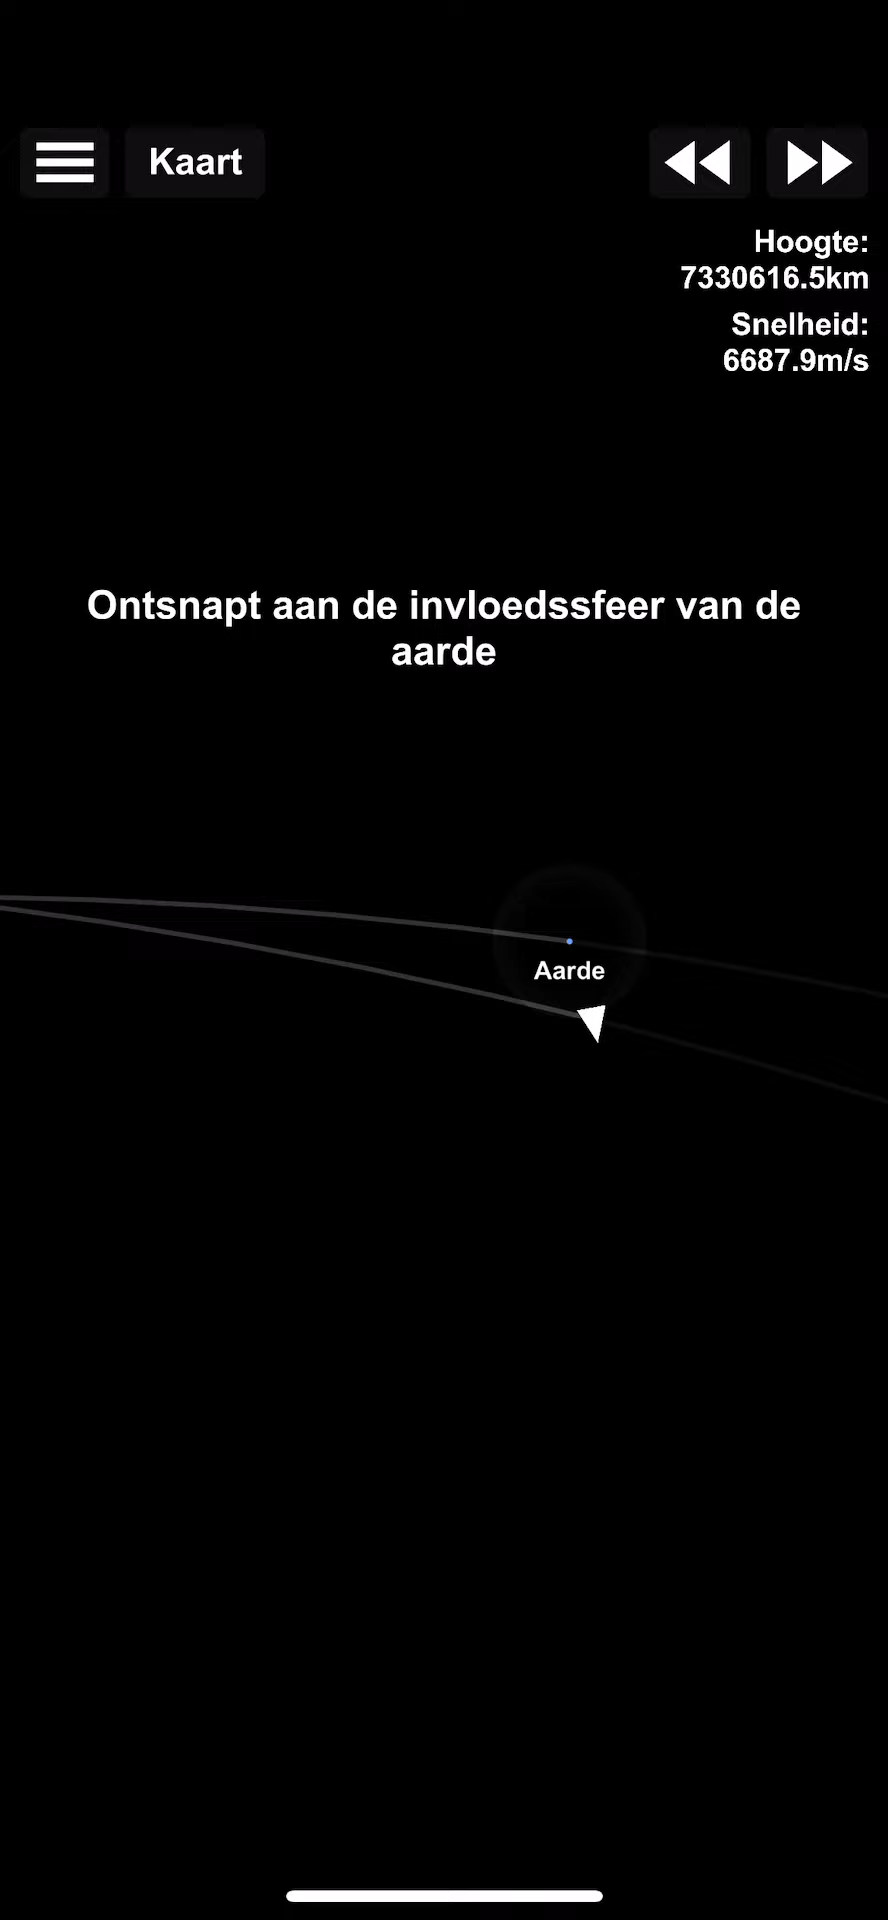 Kaart
Hoogte:
7330616.5km
Snelheid:
6687.9m/s
Ontsnapt aan de invloedssfeer van de
aarde
Aarde